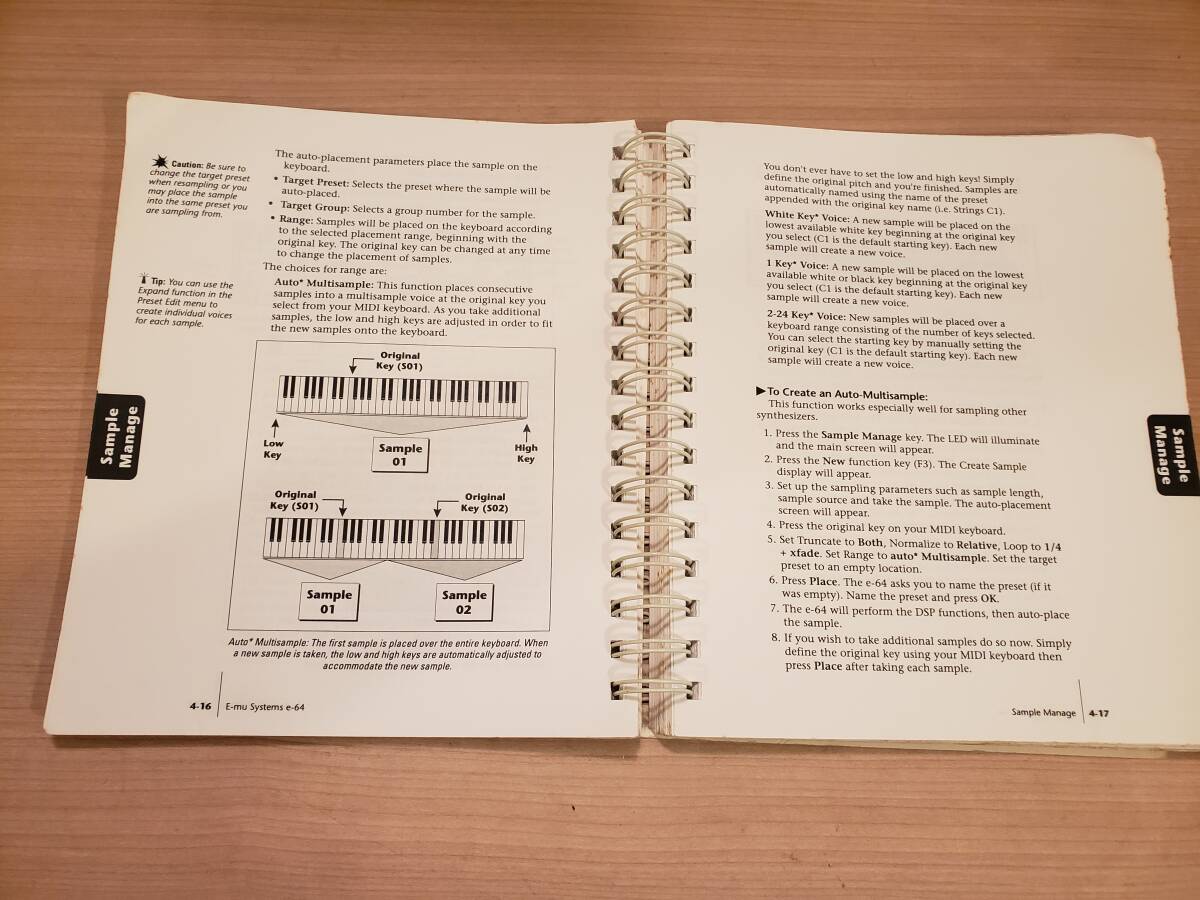 Caution: Be sure to
change the target preset
when resampling or you
may place the sample
into the same preset you
are sampling from.
Tip: You can use the
Expand function in the
Preset Edit menu to
create individual voices
for each sample.
Sample
Manage
The auto-placement parameters place the sample on the
keyboard.
• Target Preset: Selects the preset where the sample will be
auto-placed.
• Target Group: Selects a group number for the sample.
• Range: Samples will be placed on the keyboard according
to the selected placement range, beginning with the
original key. The original key can be changed at any time
to change the placement of samples.
The choices for range are:
Auto* Multisample: This function places consecutive
samples into a multisample voice at the original key you
select from your MIDI keyboard. As you take additional
samples, the low and high keys are adjusted in order to fit
the new samples onto the keyboard.
Original
Key (S01)
Low
Key
Sample
01
High
Key
Original
Key (S01)
Original
Key (S02)
Sample
01
Sample
02
Auto* Multisample: The first sample is placed over the entire keyboard. When
a new sample is taken, the low and high keys are automatically adjusted to
accommodate the new sample.
4-16 E-mu Systems e-64
You don't ever have to set the low and high keys! Simply
define the original pitch and you're finished. Samples are
automatically named using the name of the preset
appended with the original key name (i.e. Strings C1).
White Key* Voice: A new sample will be placed on the
lowest available white key beginning at the original key
you select (C1 is the default starting key). Each new
sample will create a new voice.
1 Key* Voice: A new sample will be placed on the lowest
available white or black key beginning at the original key
you select (C1 is the default starting key). Each new
sample will create a new voice.
2-24 Key* Voice: New samples will be placed over a
keyboard range consisting of the number of keys selected.
You can select the starting key by manually setting the
original key (C1 is the default starting key). Each new
sample will create a new voice.
▶To Create an Auto-Multisample:
This function works especially well for sampling other
synthesizers.
1. Press the Sample Manage key. The LED will illuminate
and the main screen will appear.
2. Press the New function key (F3). The Create Sample
display will appear.
3. Set up the sampling parameters such as sample length,
sample source and take the sample. The auto-placement
screen will appear.
4. Press the original key on your MIDI keyboard.
5. Set Truncate to Both, Normalize to Relative, Loop to 1/4
+ xfade. Set Range to auto* Multisample. Set the target
preset to an empty location.
6. Press Place. The e-64 asks you to name the preset (if it
was empty). Name the preset and press OK.
7. The e-64 will perform the DSP functions, then auto-place
the sample.
8. If you wish to take additional samples do so now. Simply
define the original key using your MIDI keyboard then
press Place after taking each sample.
Sample
Manage
Sample Manage 4-17